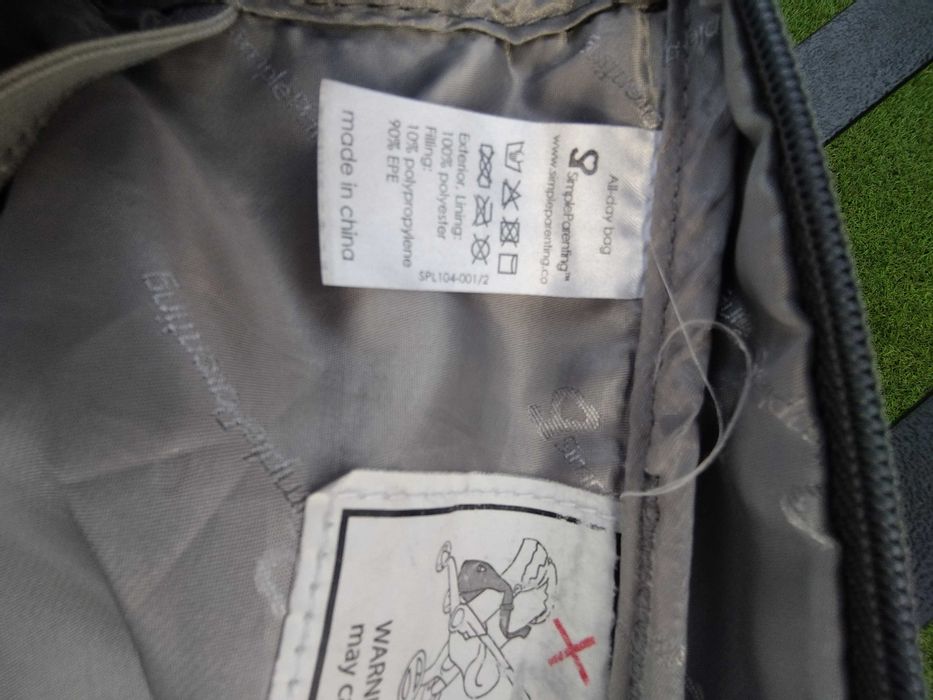 All-day bag
SimpleParenting™
www.simpleparenting.co
Exterior, Lining:
100% polyester
Filling:
10% polypropylene
90% EPE
SPL104-001/2
made in china
SimpleParenting
WARN
may c